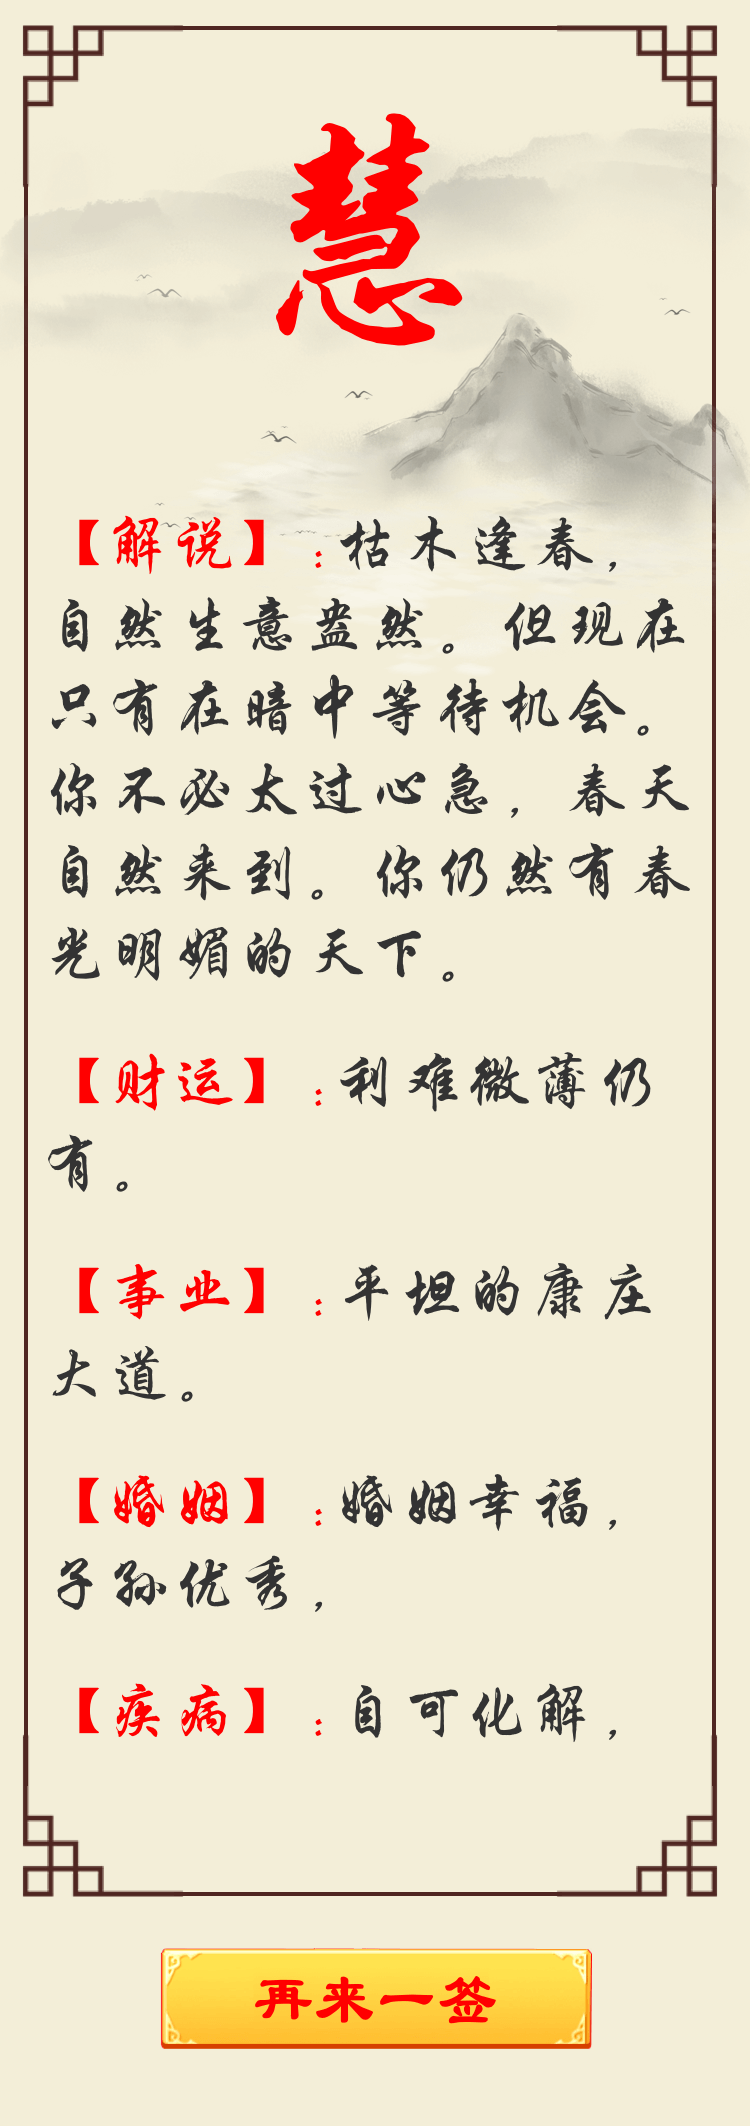 慧
【解说】:枯木逢春,
自然生意盎然。但现在
只有在暗中等待机会。
你不必太过心急,春天
自然来到。你仍然有春
光明媚的天下。
【财运】:利难微薄仍
有。
【事业】:平坦的康庄
大道。
【婚姻】:婚姻幸福,
子孙优秀,
【疾病】:自可化解,
再来一签